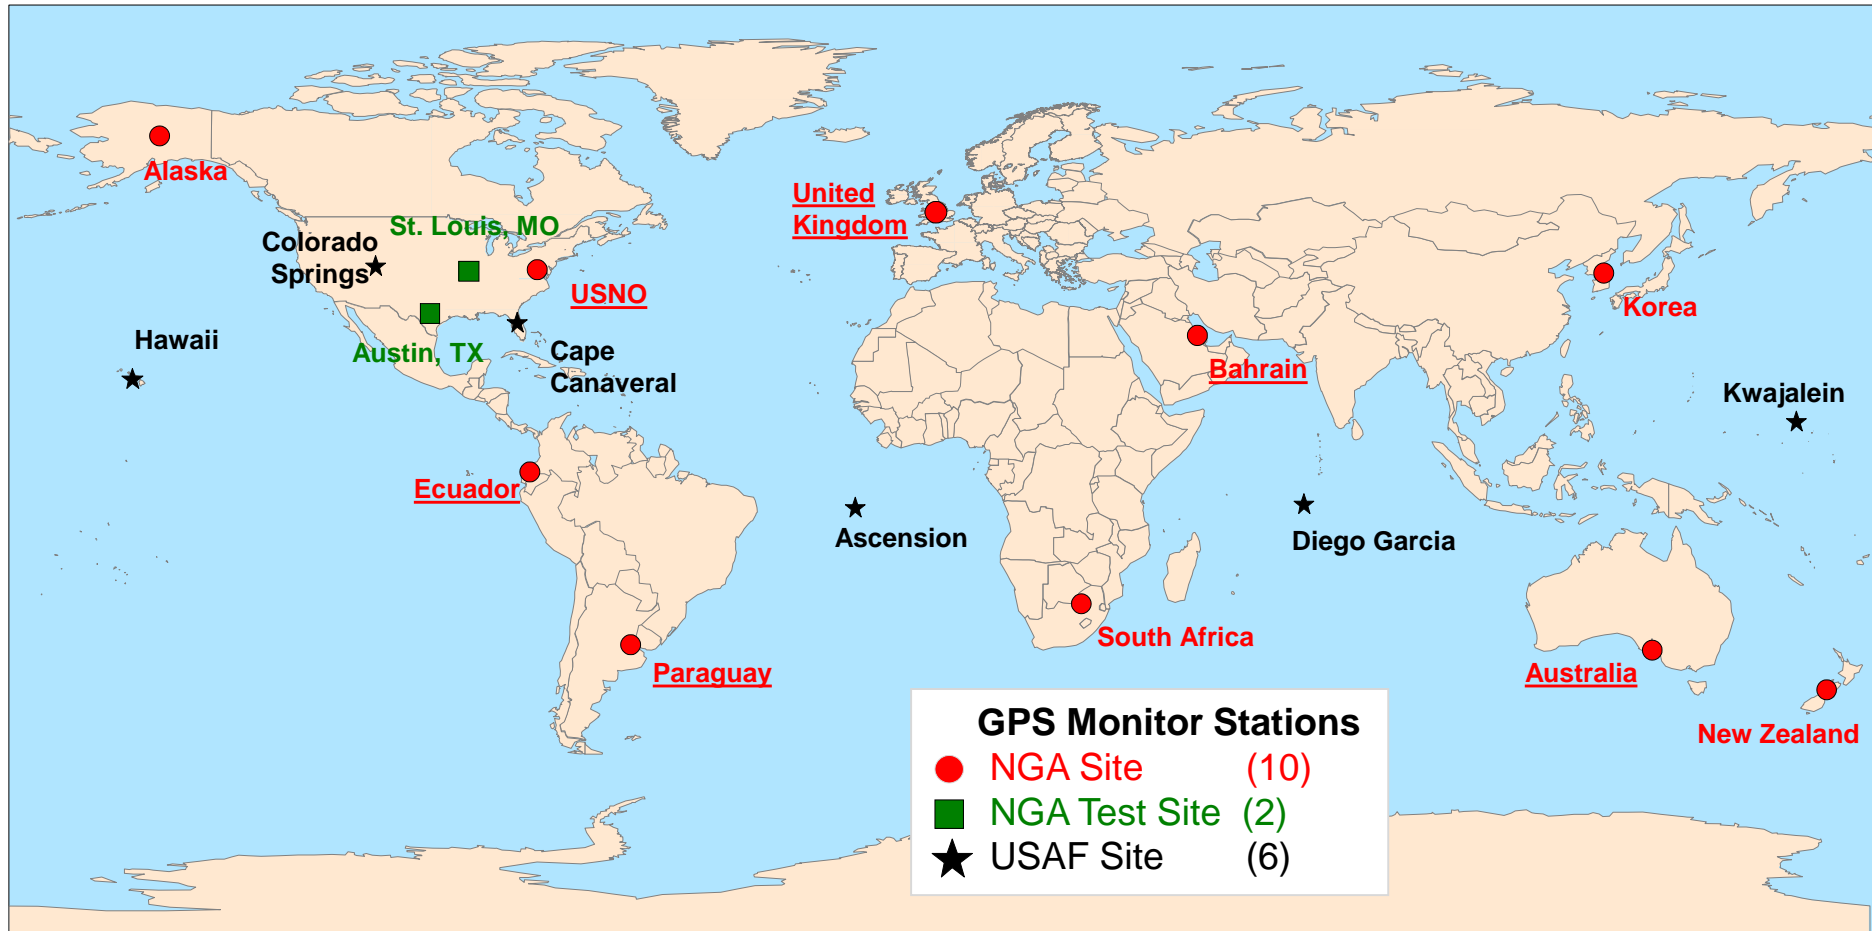 Alaska
United
Kingdom
St. Louis, MO
Colorado
Springs
USNO
Korea
Hawaii
Austin, TX
Cape
Canaveral
Bahrain
Kwajalein
Ecuador
Ascension
Diego Garcia
South Africa
Paraguay
Australia
New Zealand
GPS Monitor Stations
NGA Site (10)
NGA Test Site (2)
USAF Site (6)